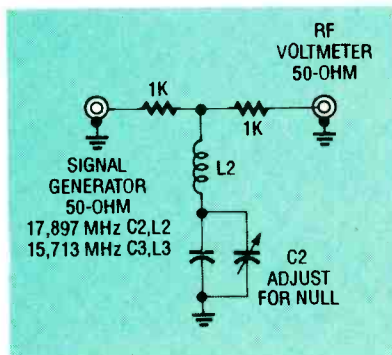 RF
VOLTMETER
50-OHM
1K
1K
L2
SIGNAL
GENERATOR
50-OHM
17,897 MHz C2,L2
15,713 MHz C3,L3
C2
ADJUST
FOR NULL